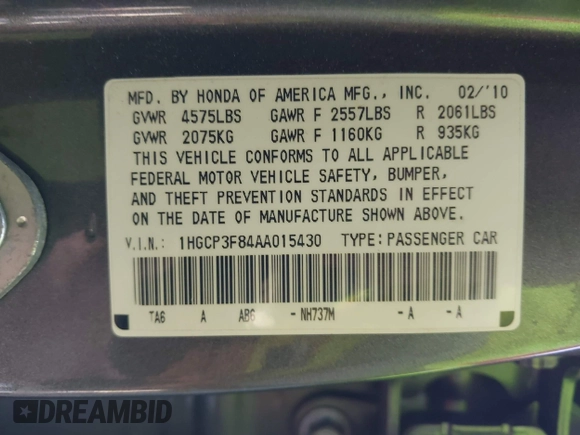 MFD. BY HONDA OF AMERICA MFG., INC. 02/'10
GVWR 4575LBS GAWR F 2557LBS R 2061LBS
GVWR 2075KG GAWR F 1160KG R 935KG
THIS VEHICLE CONFORMS TO ALL APPLICABLE
FEDERAL MOTOR VEHICLE SAFETY, BUMPER,
AND THEFT PREVENTION STANDARDS IN EFFECT
ON THE DATE OF MANUFACTURE SHOWN ABOVE.
V.I.N.: 1HGCP3F84AA015430 TYPE: PASSENGER CAR
TA6 A AB6 - NH737M - A - A
DREAMBID